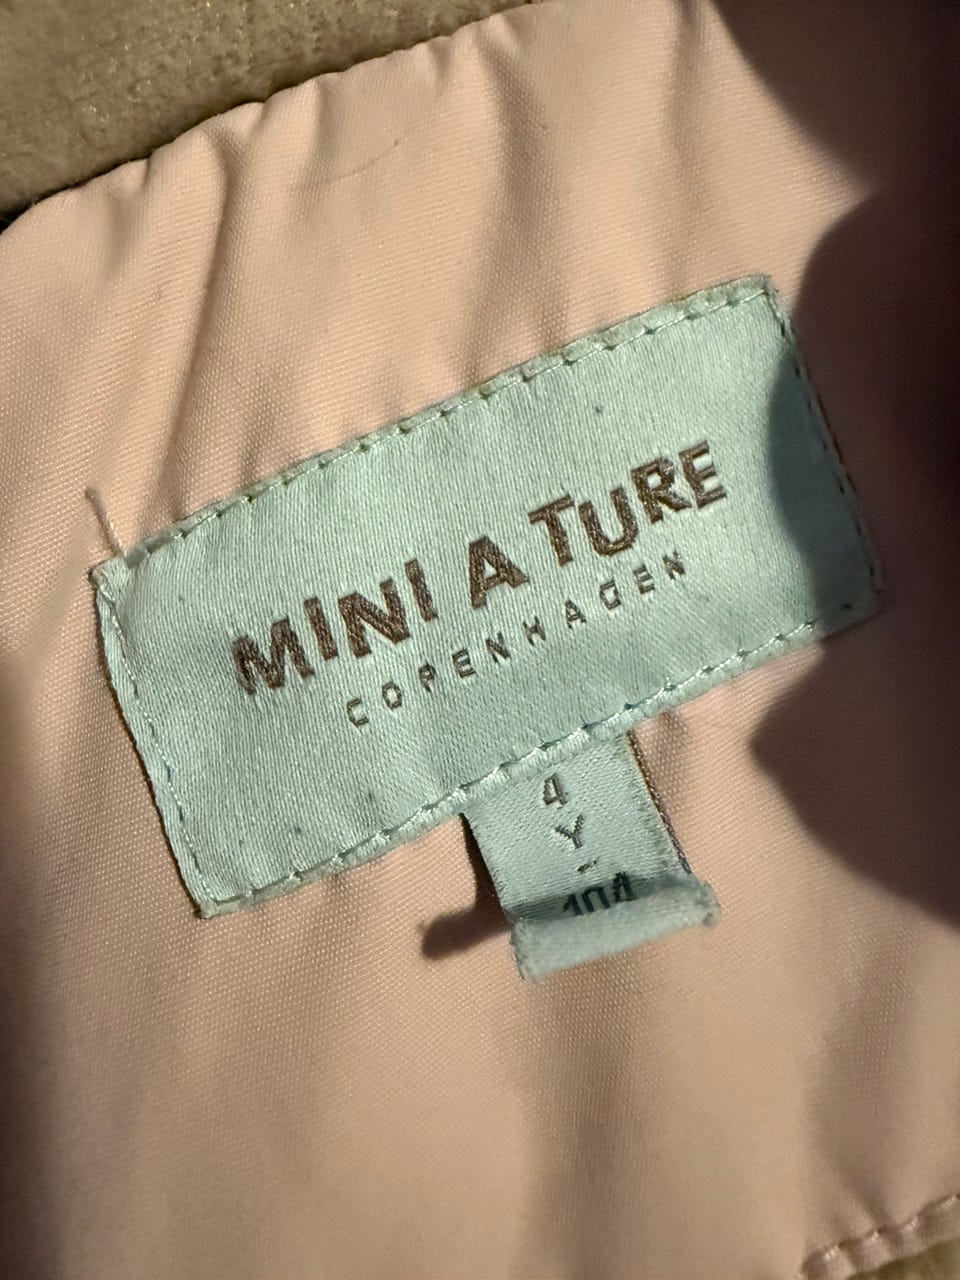 MINI A TURE
COPENHAGEN
4
Y
-
104